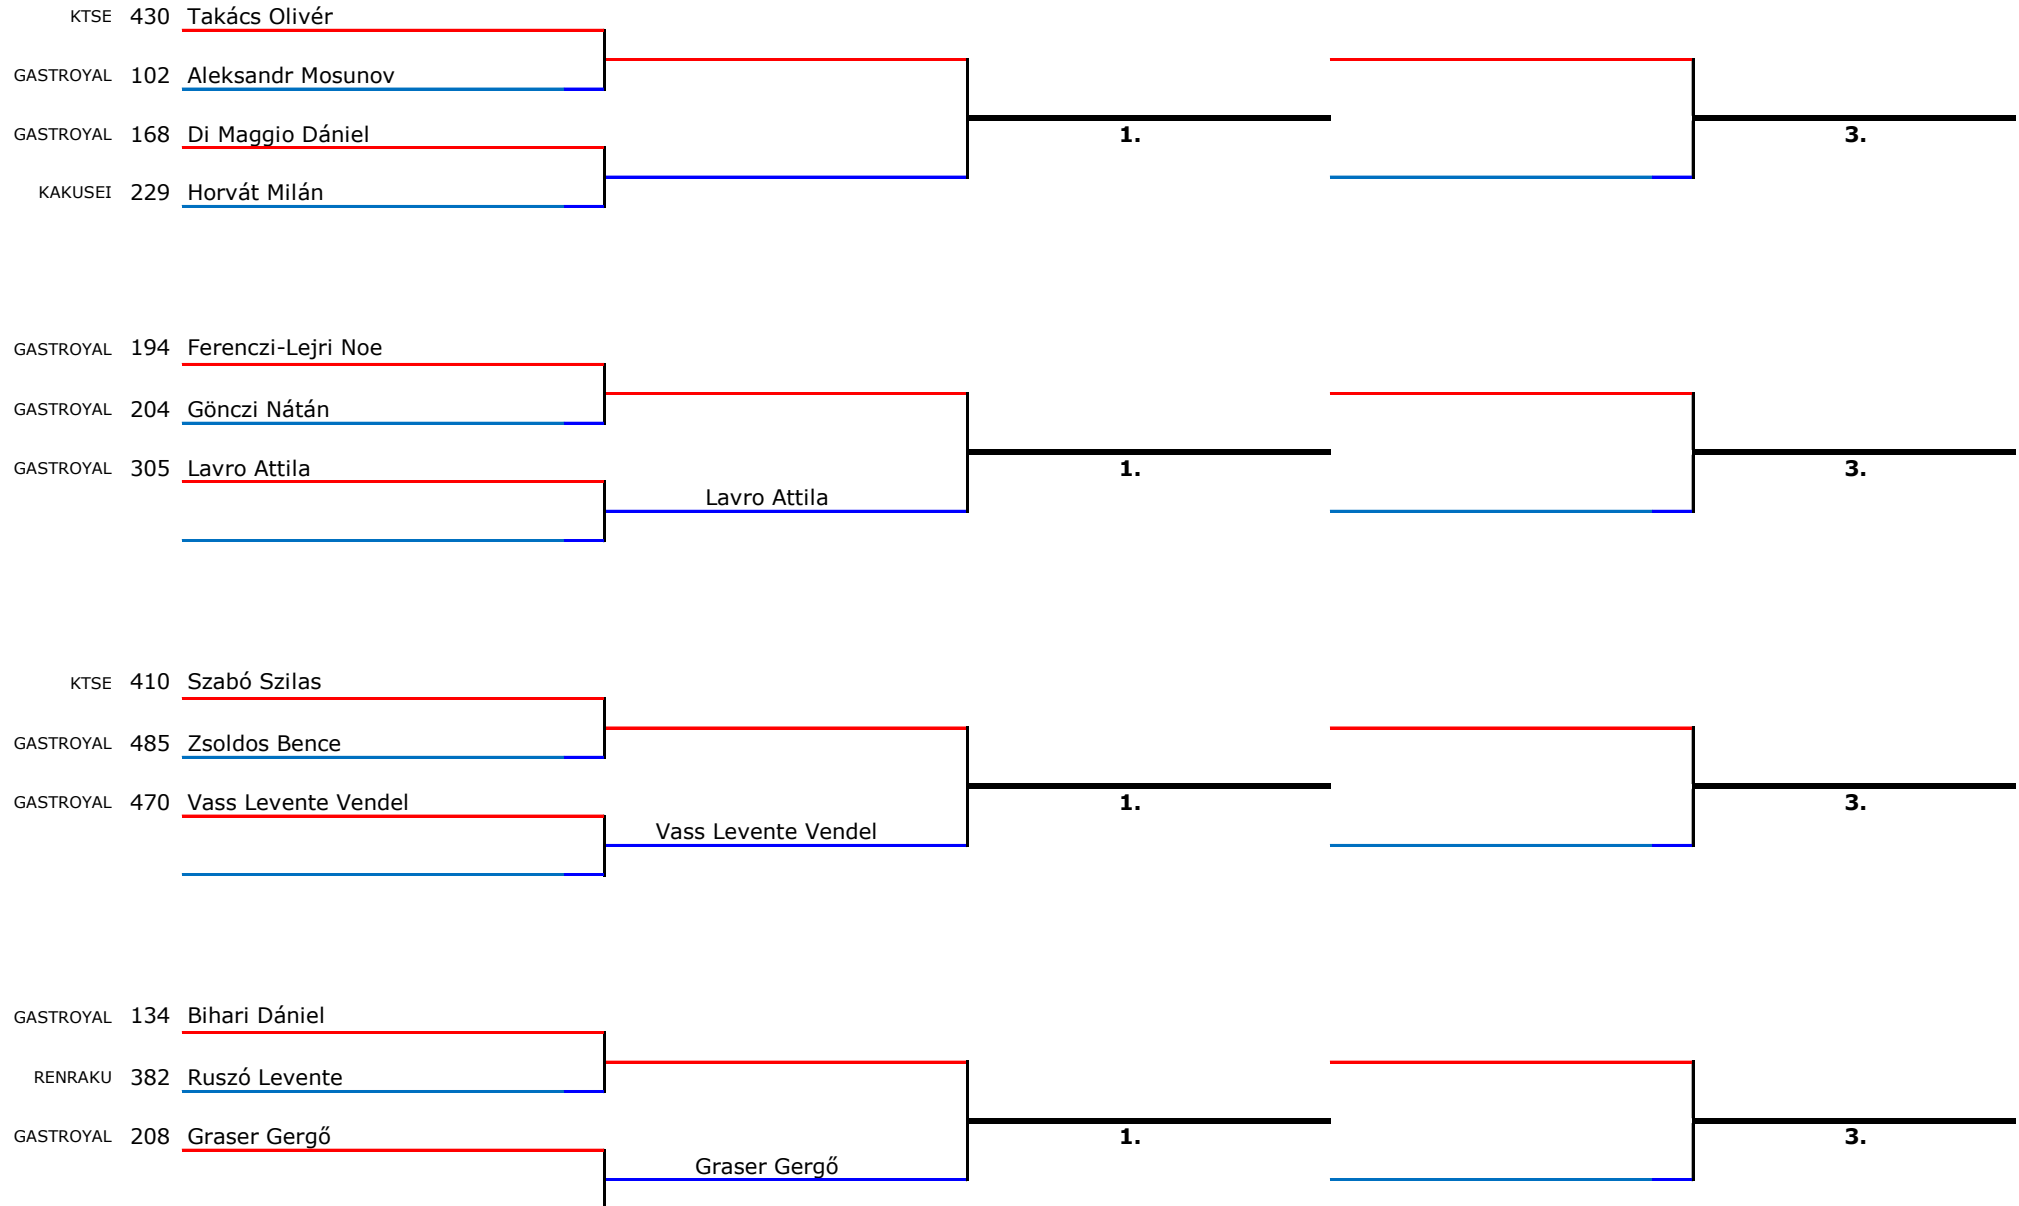 KTSE 430 Takács Olivér
GASTROYAL 102 Aleksandr Mosunov
GASTROYAL 168 Di Maggio Dániel 1. 3.
KAKUSEI 229 Horvát Milán
GASTROYAL 194 Ferenczi-Lejri Noe
GASTROYAL 204 Gönczi Nátán
GASTROYAL 305 Lavro Attila 1. 3.
Lavro Attila
KTSE 410 Szabó Szilas
GASTROYAL 485 Zsoldos Bence
GASTROYAL 470 Vass Levente Vendel 1. 3.
Vass Levente Vendel
GASTROYAL 134 Bihari Dániel
RENRAKU 382 Ruszó Levente
GASTROYAL 208 Graser Gergő 1. 3.
Graser Gergő